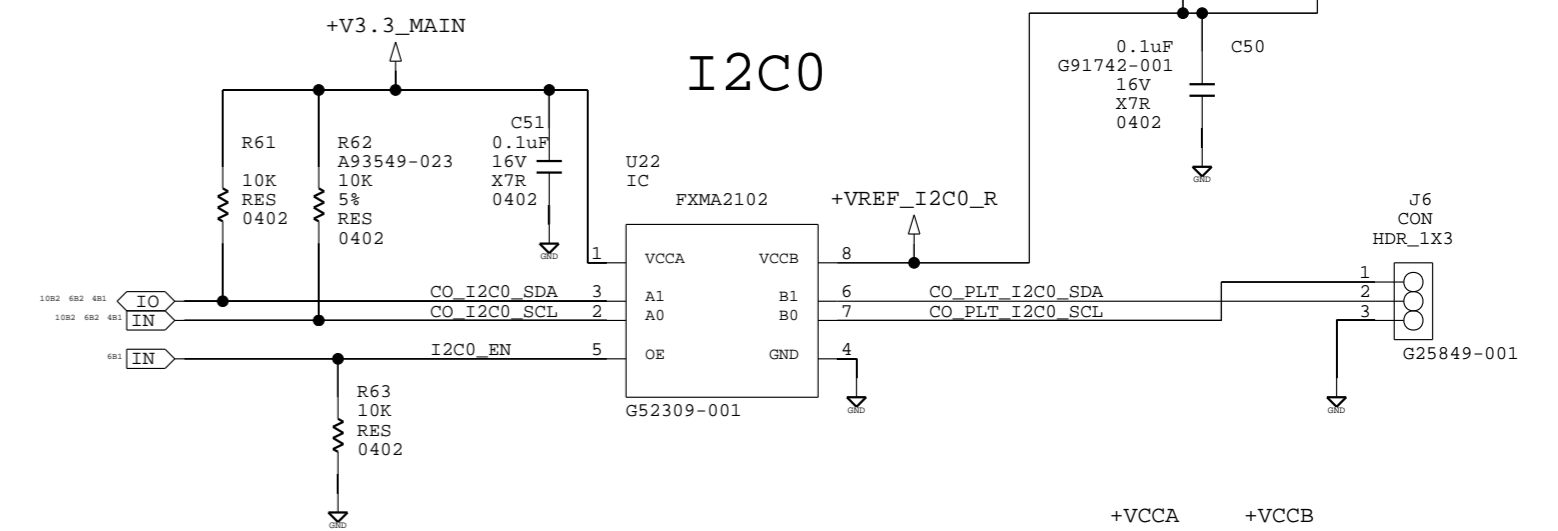 +V3.3_MAIN
I2C0
0.1uF
C50
G91742-001
16V
X7R
0402
GND
R61
10K
RES
0402
R62
A93549-023
10K
5%
RES
0402
C51
0.1uF
16V
X7R
0402
GND
U22
IC
FXMA2102
+VREF_I2C0_R
J6
CON
HDR_1X3
1
VCCA
VCCB
8
10B2 6B2 4B1
IO
CO_I2C0_SDA
3
A1
B1
6
CO_PLT_I2C0_SDA
10B2 6B2 4B1
IN
CO_I2C0_SCL
2
A0
B0
7
CO_PLT_I2C0_SCL
1
2
3
6B1
IN
I2C0_EN
5
OE
GND
4
GND
G25849-001
GND
G52309-001
R63
10K
RES
0402
GND
+VCCA
+VCCB